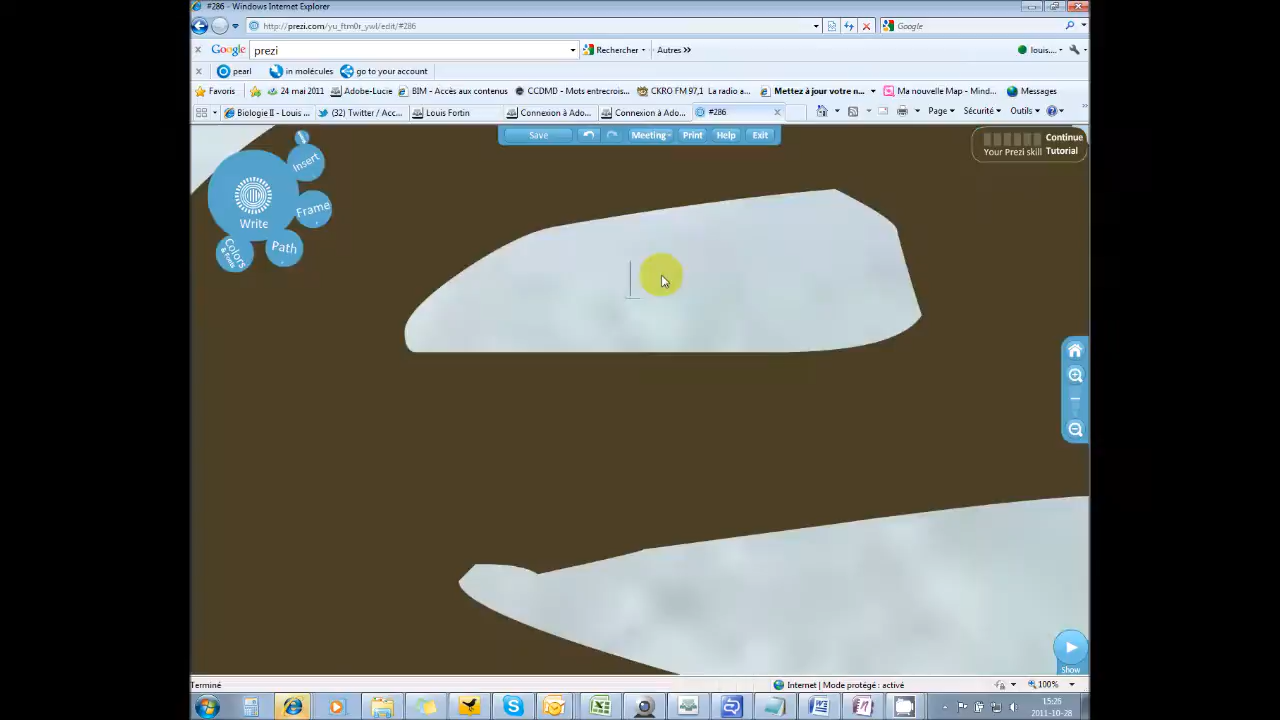 #286 - Windows Internet Explorer
http://prezi.com/yu_ftm0r_ywl/edit/#286
Google
Google
prezi
Rechercher
Autres
louis....
pearl
in molécules
go to your account
Favoris
24 mai 2011
Adobe-Lucie
BIM - Accès aux contenus
CCDMD - Mots entrecrois...
CKRO FM 97,1 La radio a...
Mettez à jour votre n...
Ma nouvelle Map - Mind...
Messages
Biologie II - Louis ...
(32) Twitter / Acc...
Louis Fortin
Connexion à Ado...
Connexion à Ado...
#286
Page
Sécurité
Outils
Save
Meeting
Print
Help
Exit
Continue
Your Prezi skill Tutorial
Insert
Frame
Write
Colors & Fonts
Path
Show
Terminé
Internet | Mode protégé : activé
100%
15:25
2011-10-28